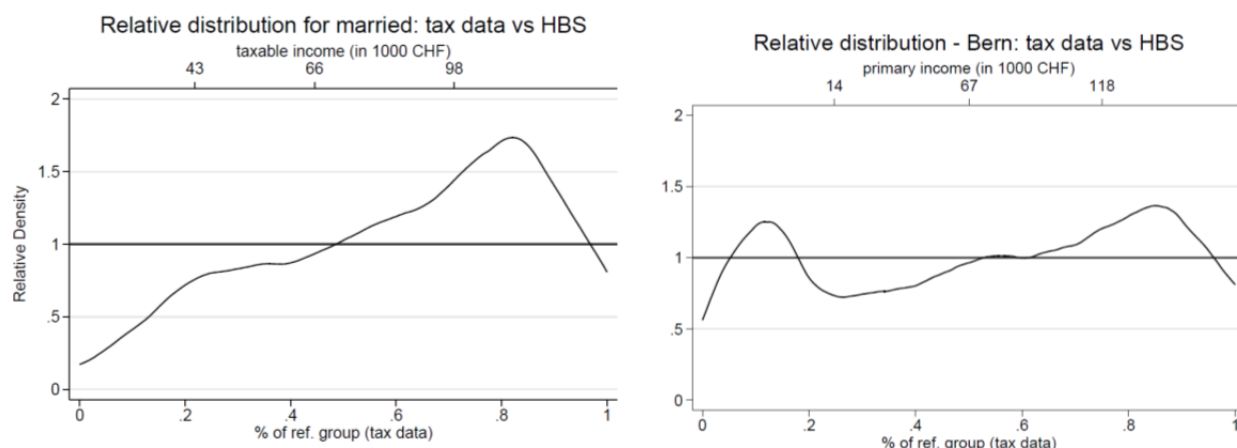 Relative distribution for married: tax data vs HBS
taxable income (in 1000 CHF)
43 66 98
2
1.5
1
.5
0
Relative Density
0 .2 .4 .6 .8 1
% of ref. group (tax data)
Relative distribution - Bern: tax data vs HBS
primary income (in 1000 CHF)
14 67 118
2
1.5
1
.5
0
0 .2 .4 .6 .8 1
% of ref. group (tax data)